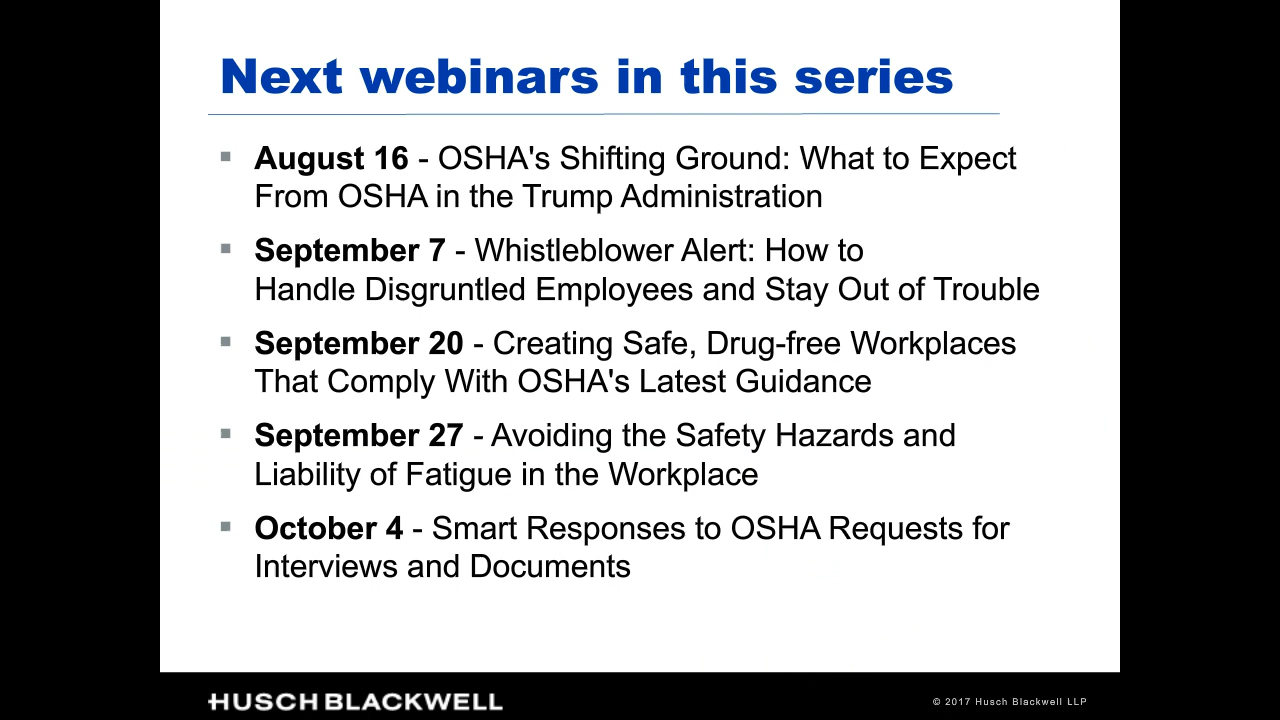 Next webinars in this series
▪ August 16 - OSHA's Shifting Ground: What to Expect
From OSHA in the Trump Administration
▪ September 7 - Whistleblower Alert: How to
Handle Disgruntled Employees and Stay Out of Trouble
▪ September 20 - Creating Safe, Drug-free Workplaces
That Comply With OSHA's Latest Guidance
▪ September 27 - Avoiding the Safety Hazards and
Liability of Fatigue in the Workplace
▪ October 4 - Smart Responses to OSHA Requests for
Interviews and Documents
HUSCH BLACKWELL
© 2017 Husch Blackwell LLP